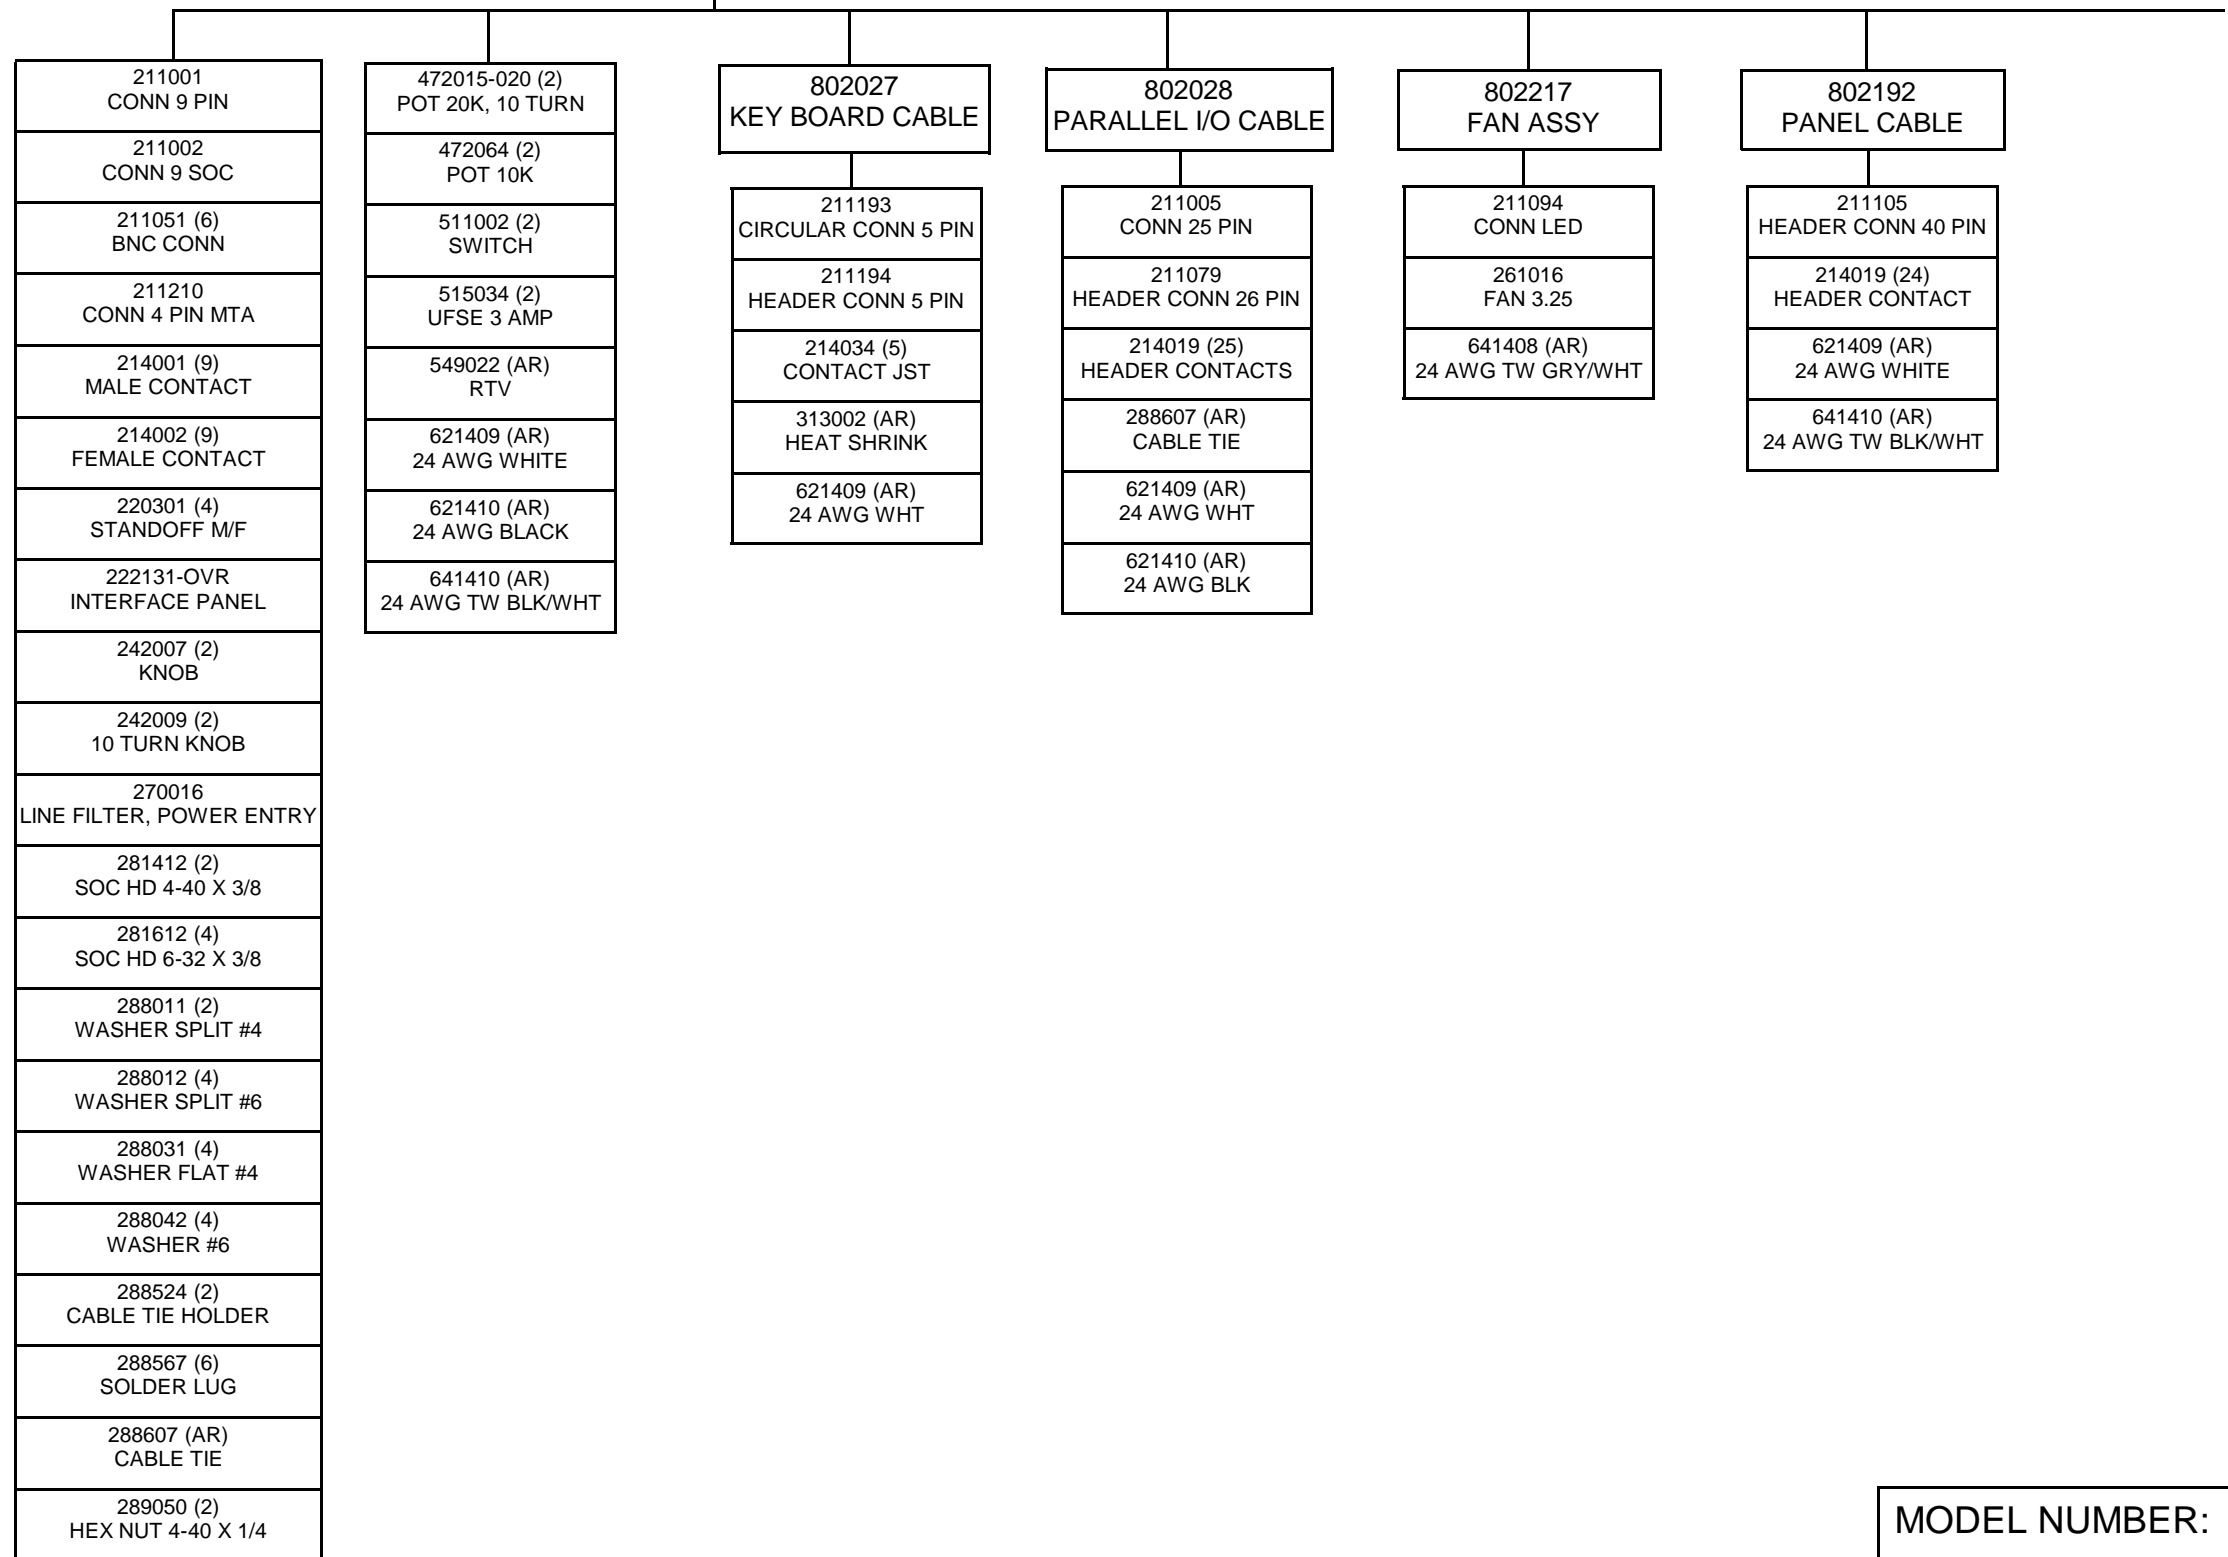 211001
CONN 9 PIN
211002
CONN 9 SOC
211051 (6)
BNC CONN
211210
CONN 4 PIN MTA
214001 (9)
MALE CONTACT
214002 (9)
FEMALE CONTACT
220301 (4)
STANDOFF M/F
222131-OVR
INTERFACE PANEL
242007 (2)
KNOB
242009 (2)
10 TURN KNOB
270016
LINE FILTER, POWER ENTRY
281412 (2)
SOC HD 4-40 X 3/8
281612 (4)
SOC HD 6-32 X 3/8
288011 (2)
WASHER SPLIT #4
288012 (4)
WASHER SPLIT #6
288031 (4)
WASHER FLAT #4
288042 (4)
WASHER #6
288524 (2)
CABLE TIE HOLDER
288567 (6)
SOLDER LUG
288607 (AR)
CABLE TIE
289050 (2)
HEX NUT 4-40 X 1/4
472015-020 (2)
POT 20K, 10 TURN
472064 (2)
POT 10K
511002 (2)
SWITCH
515034 (2)
UFSE 3 AMP
549022 (AR)
RTV
621409 (AR)
24 AWG WHITE
621410 (AR)
24 AWG BLACK
641410 (AR)
24 AWG TW BLK/WHT
802027
KEY BOARD CABLE
211193
CIRCULAR CONN 5 PIN
211194
HEADER CONN 5 PIN
214034 (5)
CONTACT JST
313002 (AR)
HEAT SHRINK
621409 (AR)
24 AWG WHT
802028
PARALLEL I/O CABLE
211005
CONN 25 PIN
211079
HEADER CONN 26 PIN
214019 (25)
HEADER CONTACTS
288607 (AR)
CABLE TIE
621409 (AR)
24 AWG WHT
621410 (AR)
24 AWG BLK
802217
FAN ASSY
211094
CONN LED
261016
FAN 3.25
641408 (AR)
24 AWG TW GRY/WHT
802192
PANEL CABLE
211105
HEADER CONN 40 PIN
214019 (24)
HEADER CONTACT
621409 (AR)
24 AWG WHITE
641410 (AR)
24 AWG TW BLK/WHT
MODEL NUMBER: